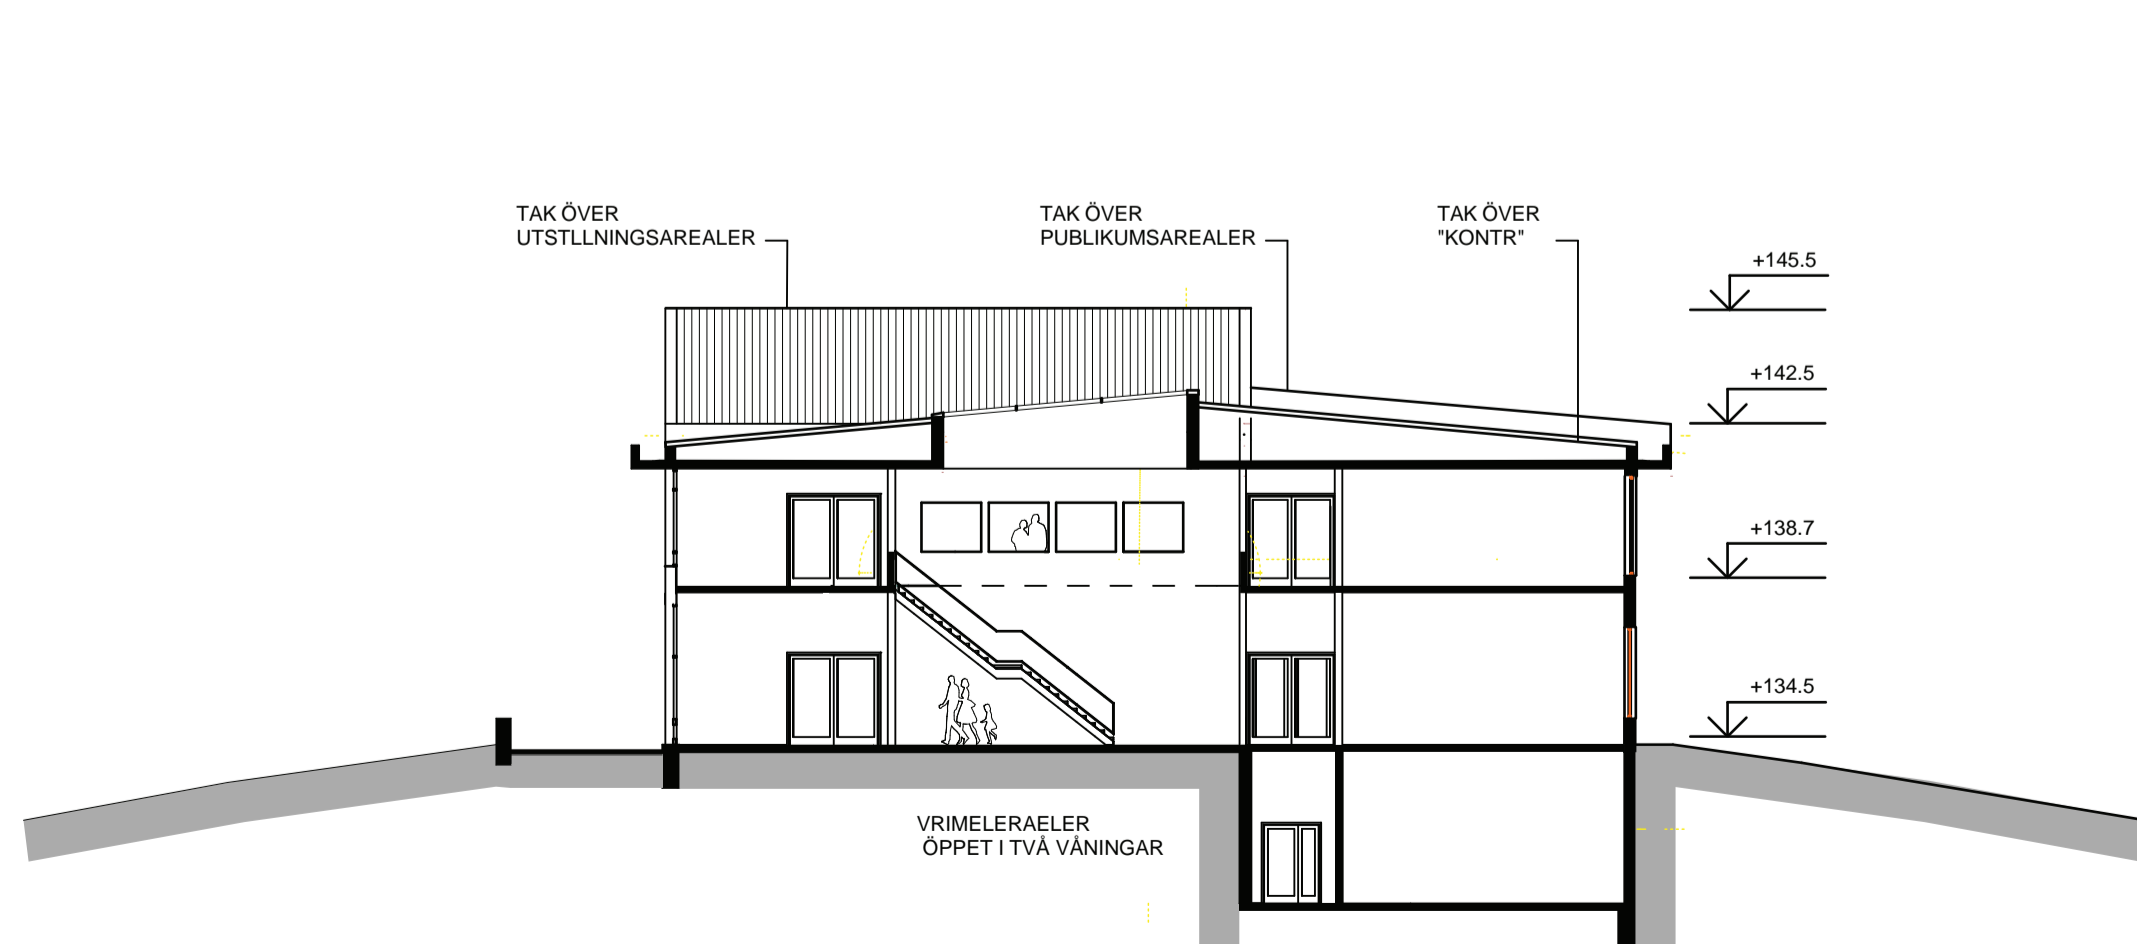 TAK ÖVER
UTSTLLNINGSAREALER
TAK ÖVER
PUBLIKUMSAREALER
TAK ÖVER
"KONTR"
+145.5
+142.5
+138.7
+134.5
VRIMELERAELER
ÖPPET I TVÅ VÅNINGAR